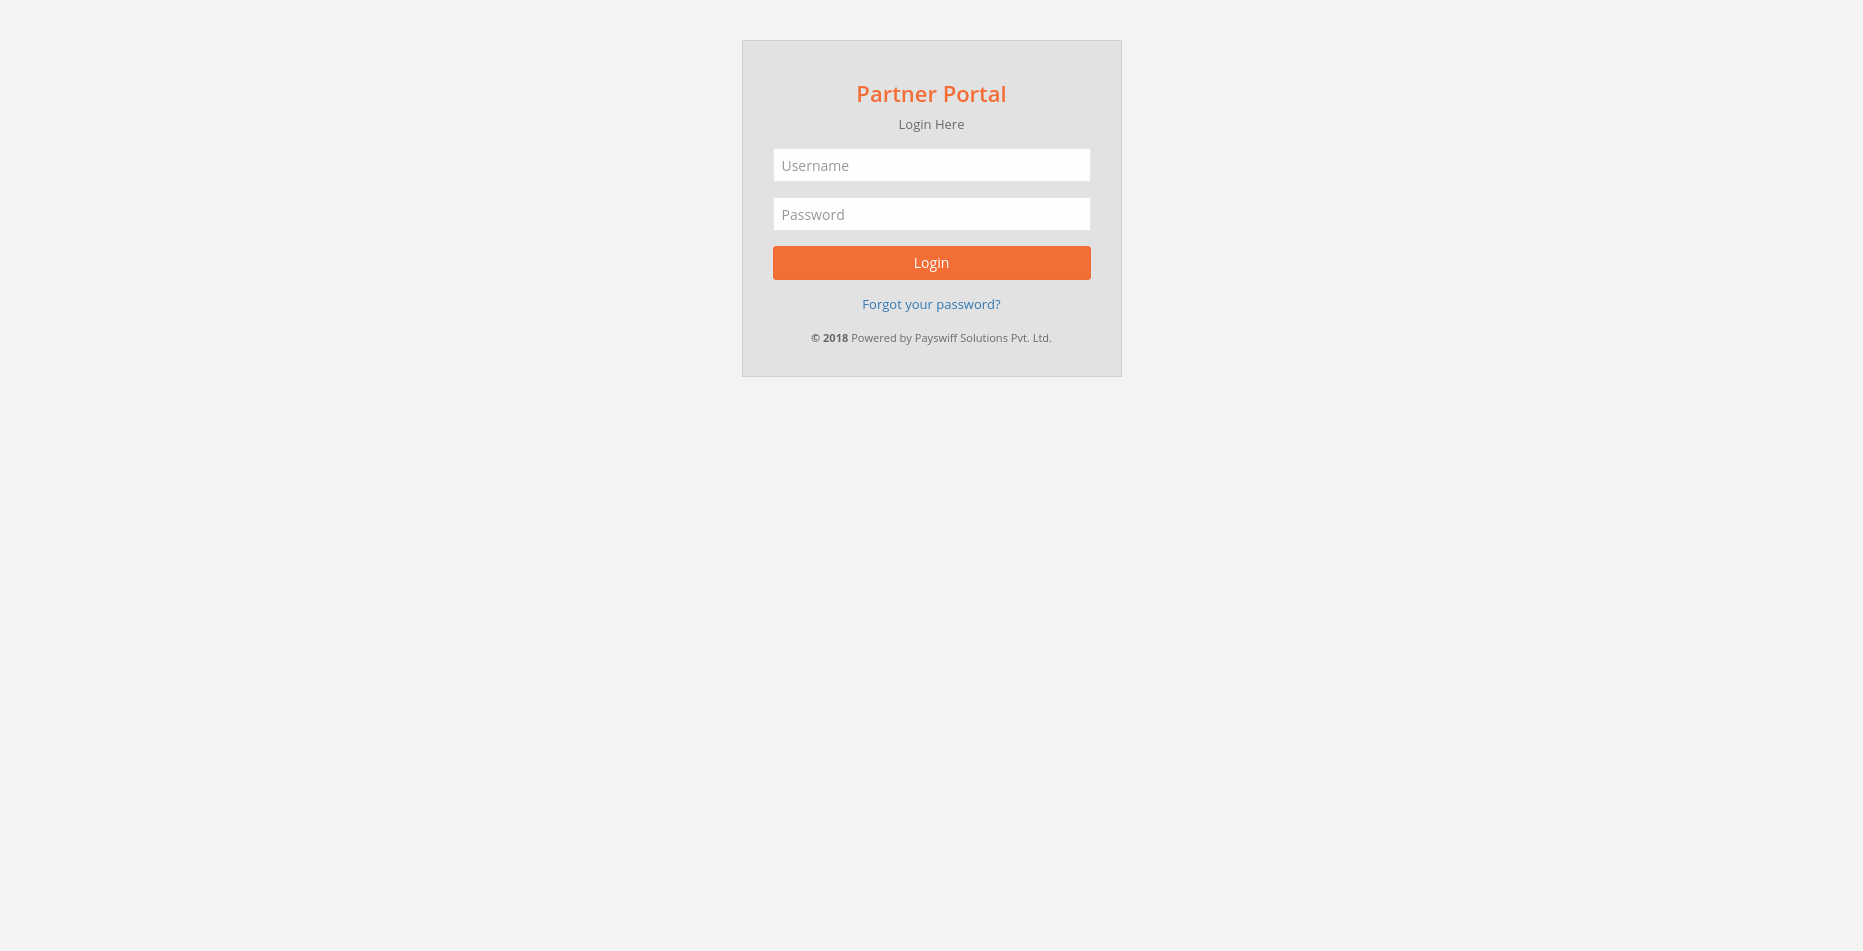 Partner Portal
Login Here
Username
Password
Login
Forgot your password?
© 2018 Powered by Payswiff Solutions Pvt. Ltd.